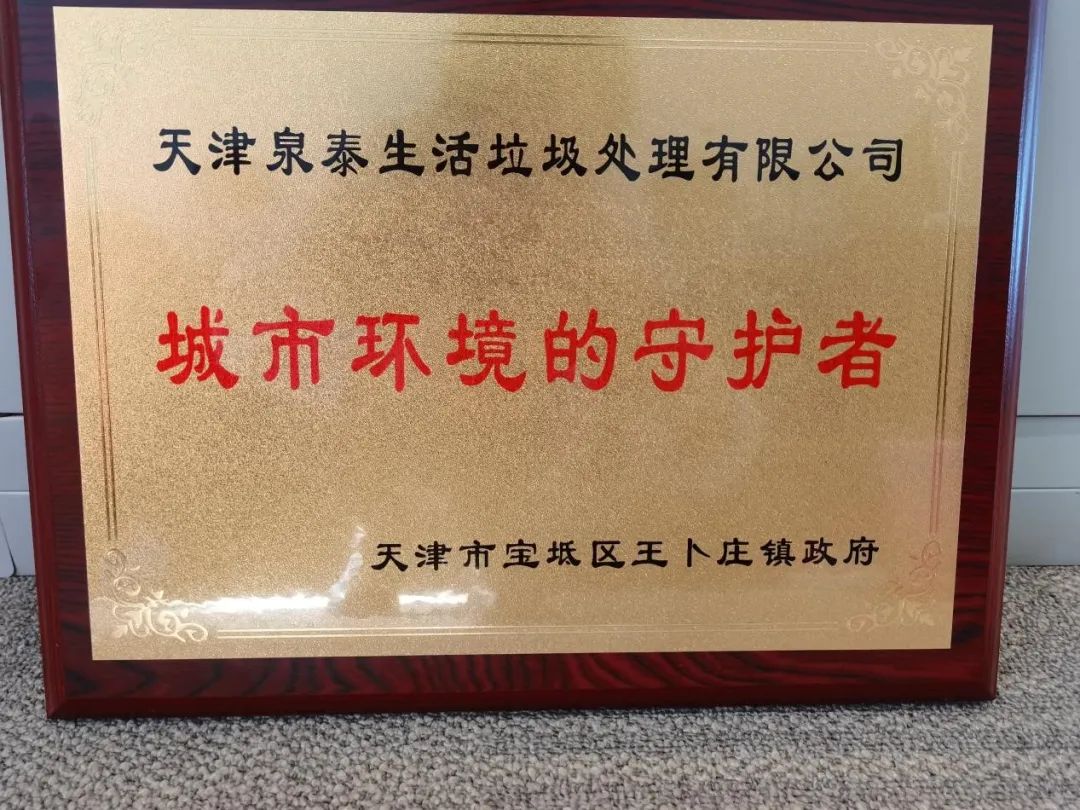 天津泉泰生活垃圾处理有限公司
城市环境的守护者
天津市宝坻区王卜庄镇政府